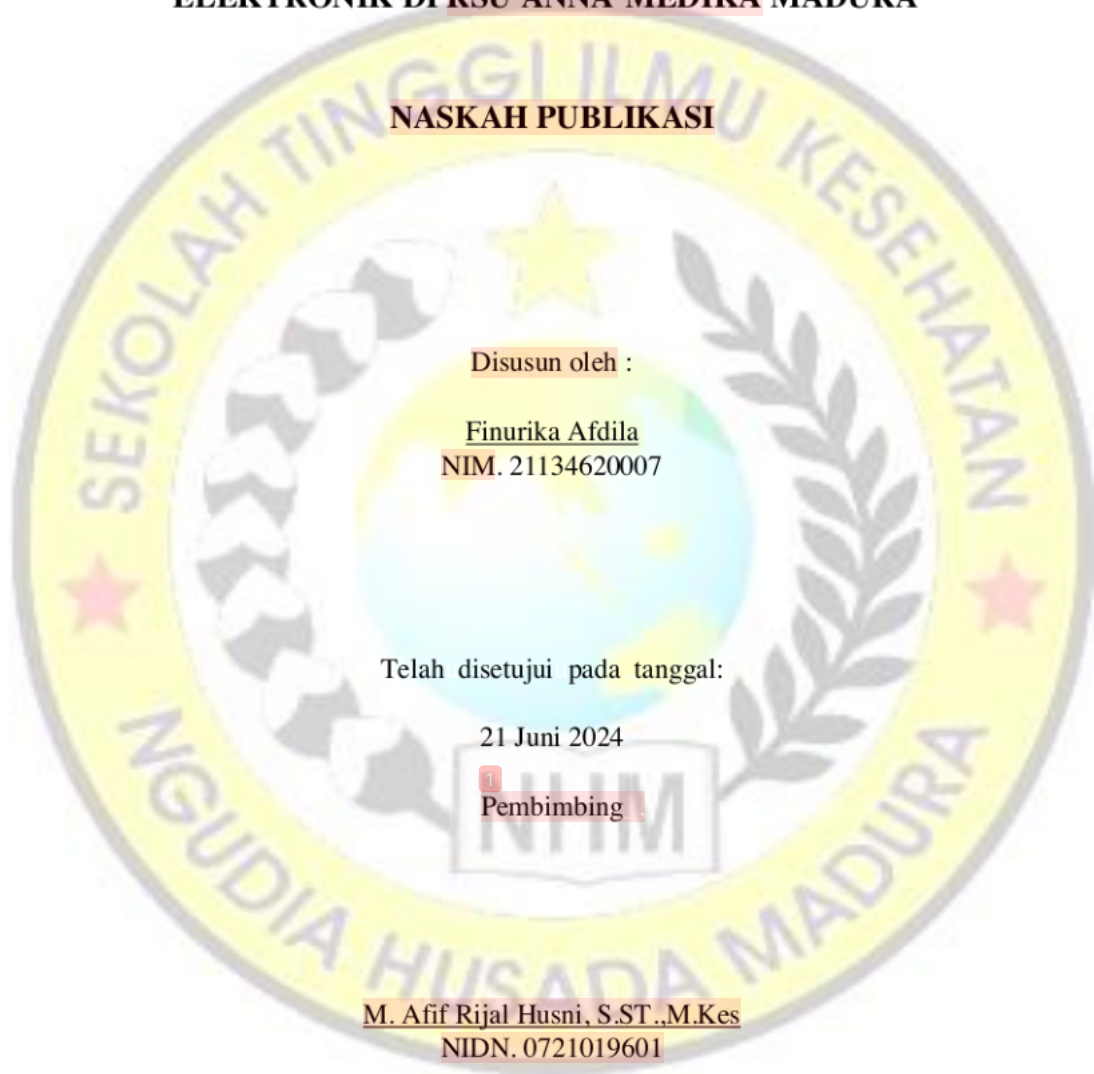 ELEKTRONIK DI RSU ANNA MEDIKA MADURA
NASKAH PUBLIKASI
SEKOLAH TINGGI ILMU KESEHATAN
Disusun oleh :
Finurika Afdila
NIM. 21134620007
Telah disetujui pada tanggal:
21 Juni 2024
1
Pembimbing .
NHM
NGUDIA HUSADA MADURA
M. Afif Rijal Husni, S.ST.,M.Kes
NIDN. 0721019601